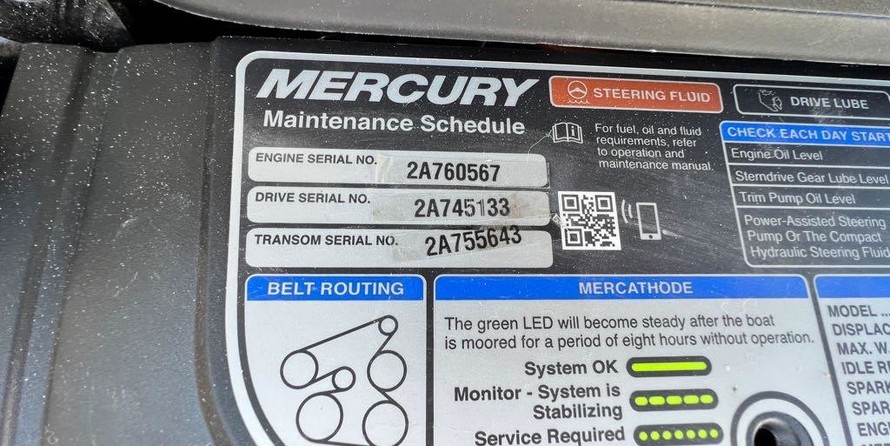 MERCURY
Maintenance Schedule
STEERING FLUID
DRIVE LUBE
For fuel, oil and fluid
requirements, refer
to operation and
maintenance manual.
ENGINE SERIAL NO. 2A760567
DRIVE SERIAL NO. 2A745133
TRANSOM SERIAL NO. 2A755643
CHECK EACH DAY START
Engine Oil Level
Sterndrive Gear Lube Level
Trim Pump Oil Level
Power-Assisted Steering
Pump Or The Compact
Hydraulic Steering Fluid
BELT ROUTING
MERCATHODE
The green LED will become steady after the boat
is moored for a period of eight hours without operation.
System OK
Monitor - System is
Stabilizing
Service Required
MODEL ...
DISPLAC
MAX. W
IDLE R
SPARK
SPAR
ENG